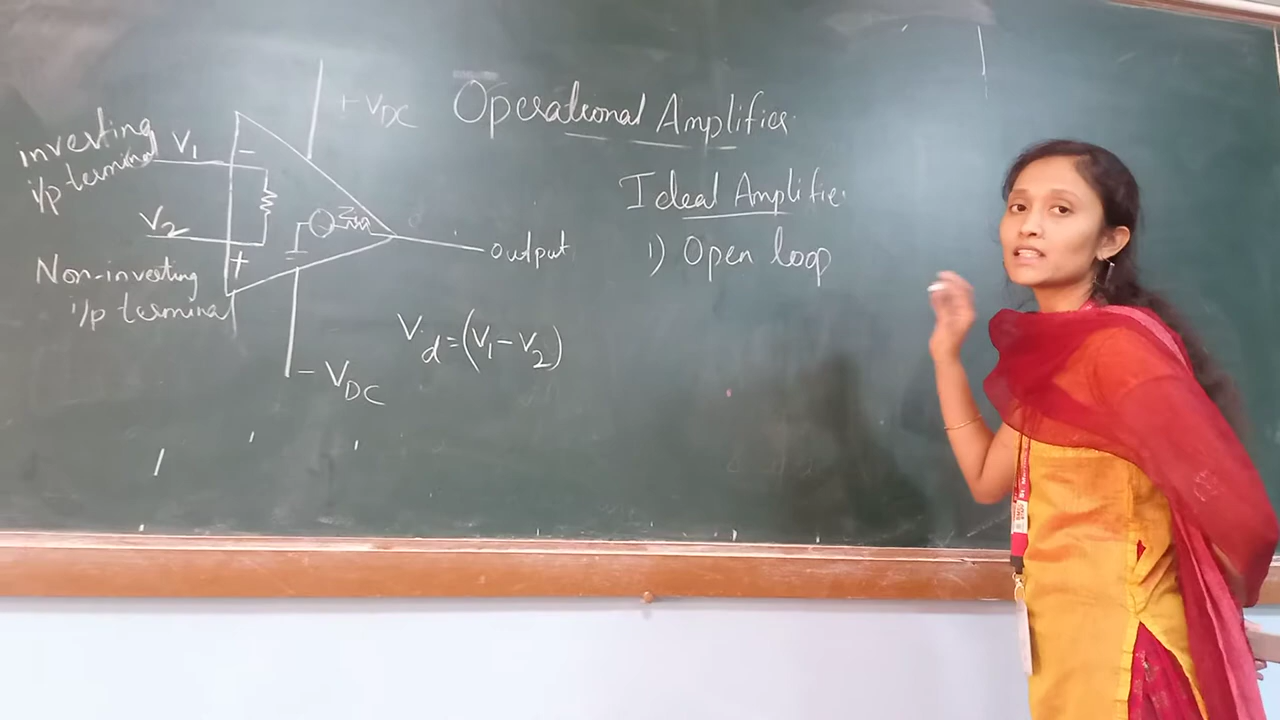 Operational Amplifier
+VDC
inverting
i/p terminal
V1
-
V2
+
Non-inverting
i/p terminal
Z
output
-VDC
Vd=(V1-V2)
Ideal Amplifie
1) Open loop